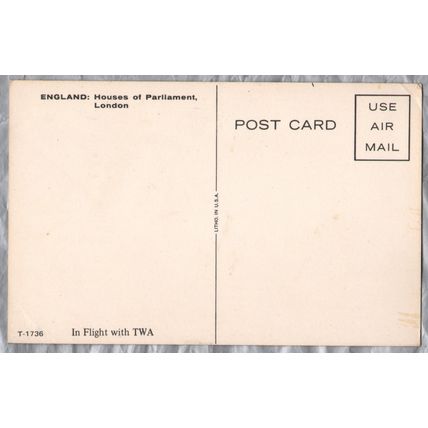 ENGLAND: Houses of Parliament,
London
POST CARD
USE
AIR
MAIL
LITHO. IN U.S.A.
T-1736
In Flight with TWA